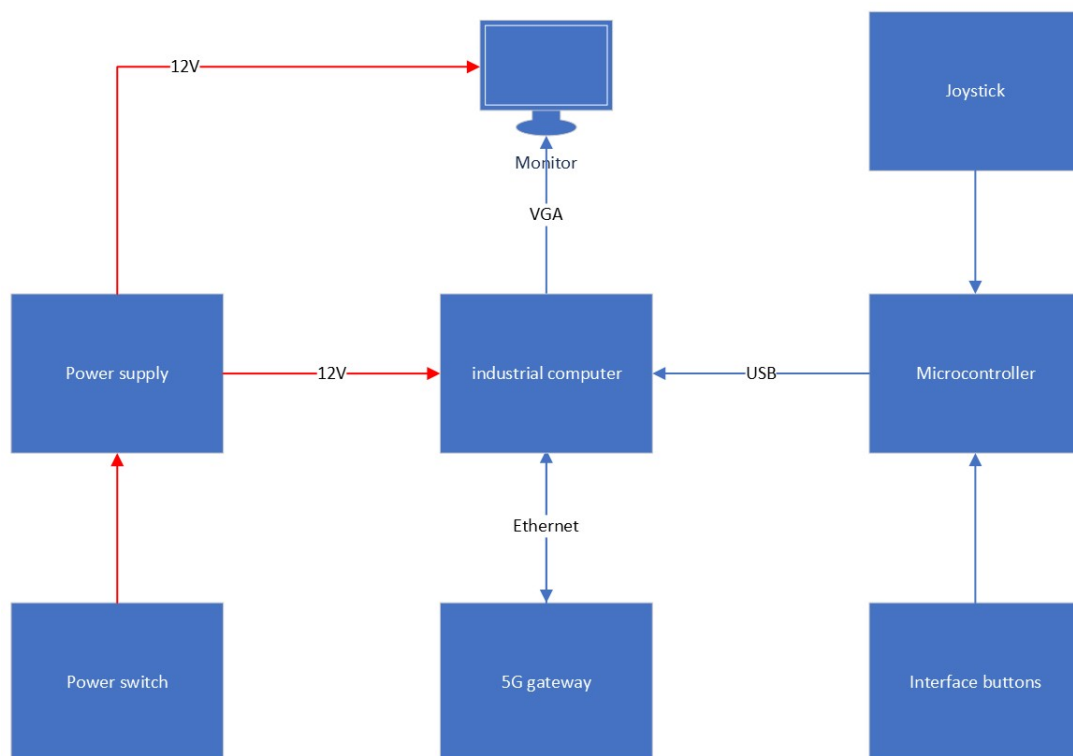 12V
Joystick
Monitor
VGA
Power supply
12V
industrial computer
USB
Microcontroller
Ethernet
Power switch
5G gateway
Interface buttons